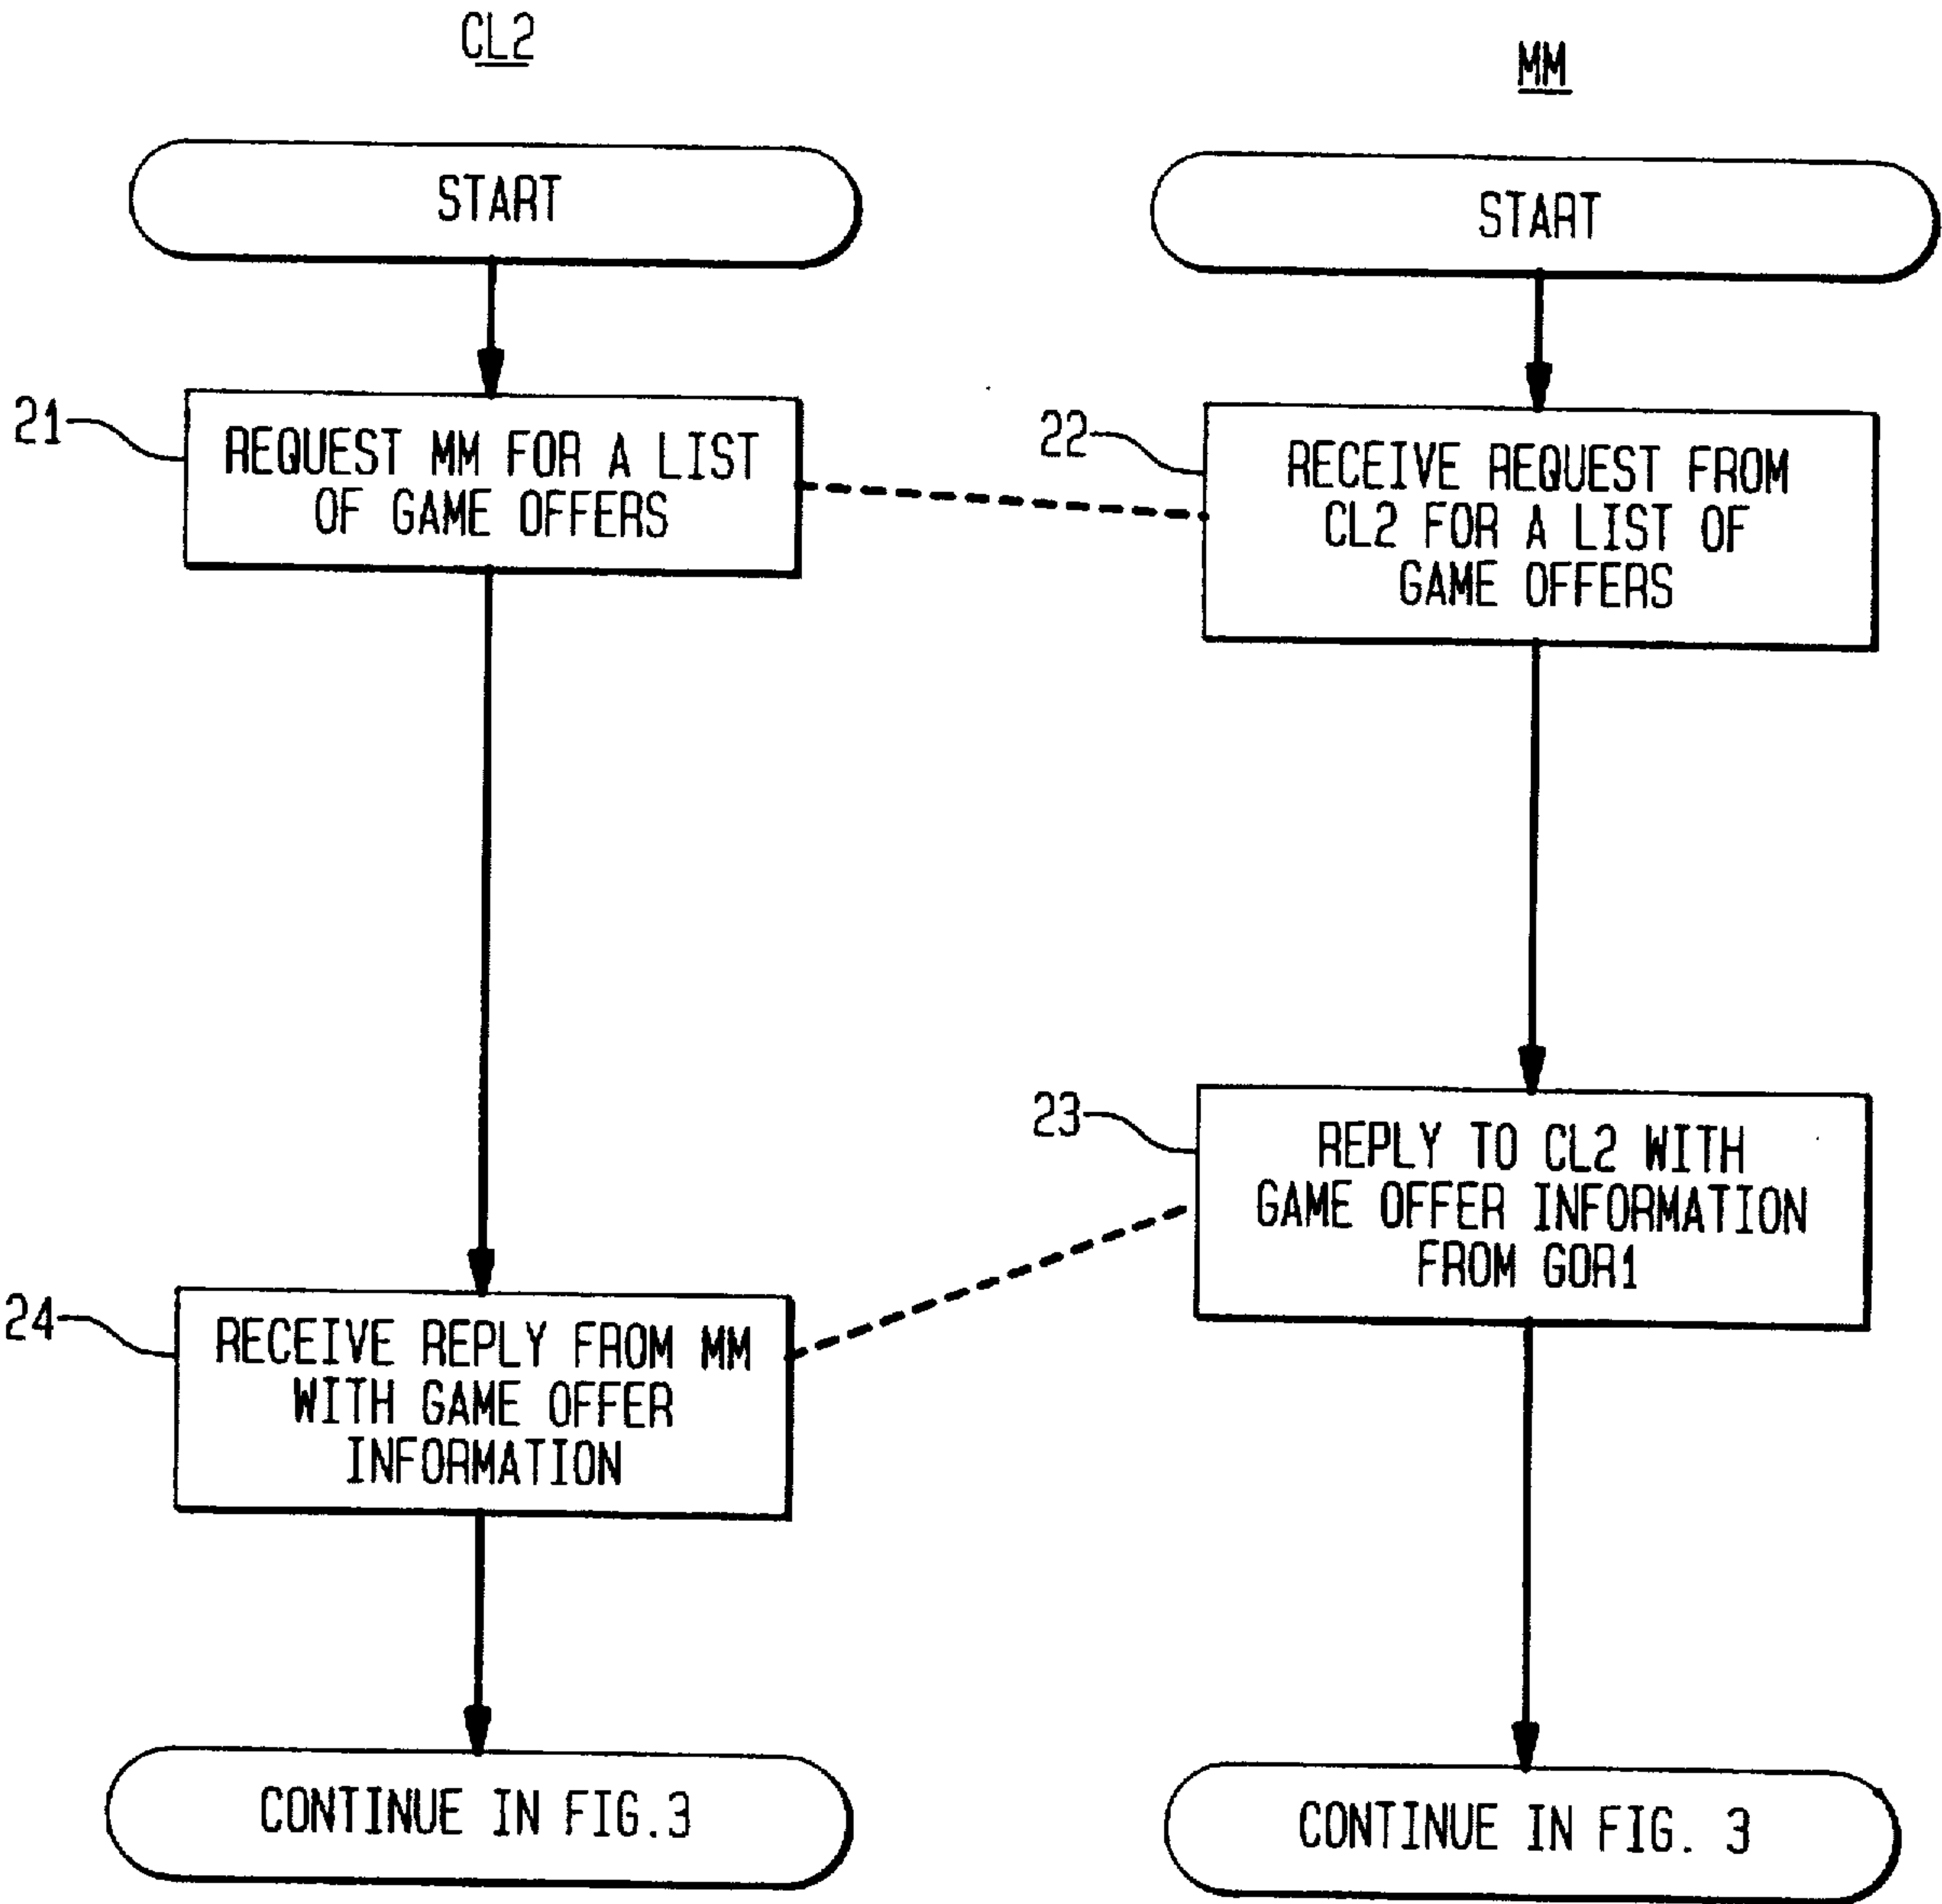 CL2
START
21
REQUEST MM FOR A LIST
OF GAME OFFERS
24
RECEIVE REPLY FROM MM
WITH GAME OFFER
INFORMATION
CONTINUE IN FIG.3
MM
START
22
RECEIVE REQUEST FROM
CL2 FOR A LIST OF
GAME OFFERS
23
REPLY TO CL2 WITH
GAME OFFER INFORMATION
FROM GOR1
CONTINUE IN FIG. 3